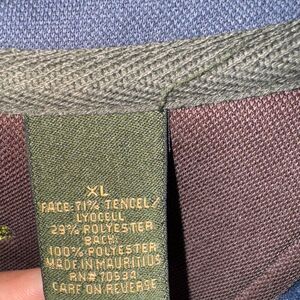 XL
FACE: 71% TENCEL/
LYOCELL
29% POLYESTER
BACK:
100% POLYESTER
MADE IN MAURITIUS
RN# 70534
CARE ON REVERSE